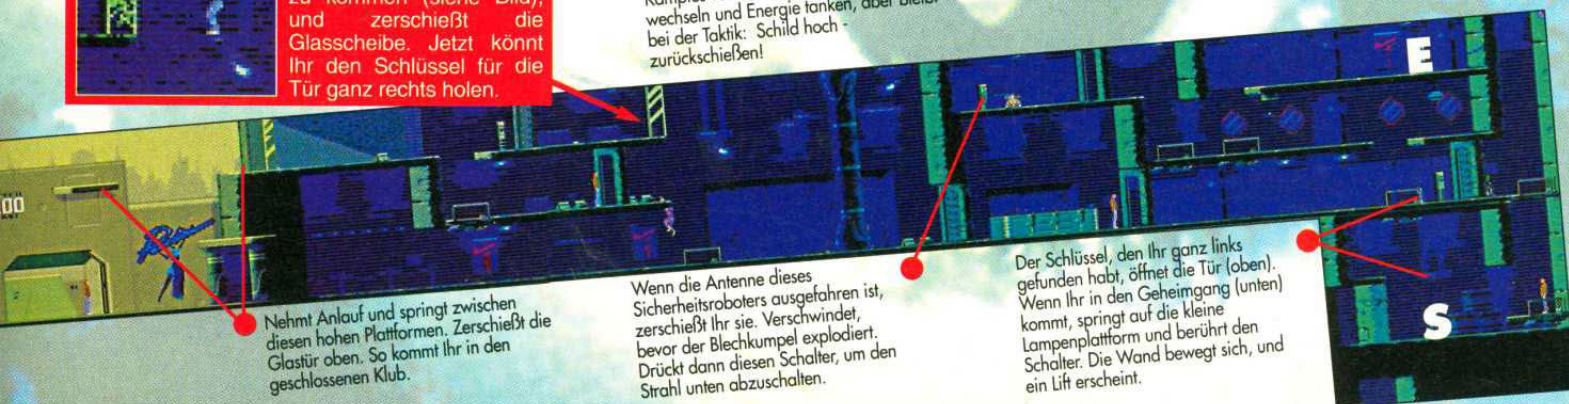 zu kommen (siehe Bild),
und zerschießt die
Glasscheibe. Jetzt könnt
Ihr den Schlüssel für die
Tür ganz rechts holen.
wechseln und Energie tanken, aber bleibt
bei der Taktik: Schild hoch -
zurückschießen!
E
00
S
Nehmt Anlauf und springt zwischen
diesen hohen Plattformen. Zerschießt die
Glastür oben. So kommt Ihr in den
geschlossenen Klub.
Wenn die Antenne dieses
Sicherheitsroboters ausgefahren ist,
zerschießt Ihr sie. Verschwindet,
bevor der Blechkumpel explodiert.
Drückt dann diesen Schalter, um den
Strahl unten abzuschalten.
Der Schlüssel, den Ihr ganz links
gefunden habt, öffnet die Tür (oben).
Wenn Ihr in den Geheimgang (unten)
kommt, springt auf die kleine
Lampenplattform und berührt den
Schalter. Die Wand bewegt sich, und
ein Lift erscheint.